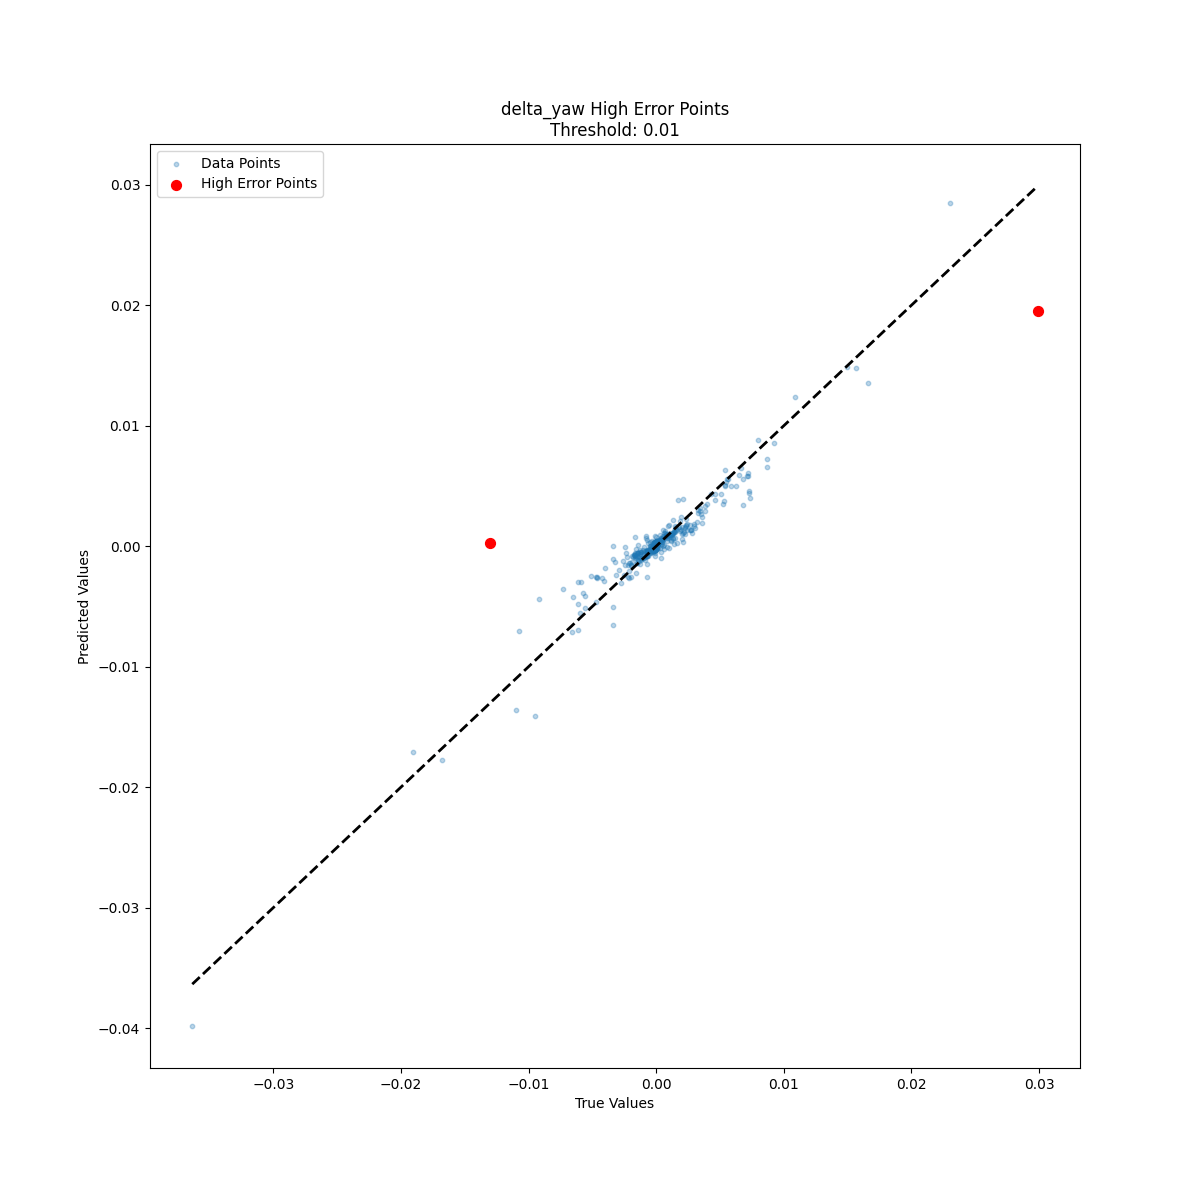 delta_yaw High Error Points
Threshold: 0.01
Data Points
High Error Points
0.03
0.02
0.01
0.00
−0.01
−0.02
−0.03
−0.04
Predicted Values
−0.03
−0.02
−0.01
0.00
0.01
0.02
0.03
True Values